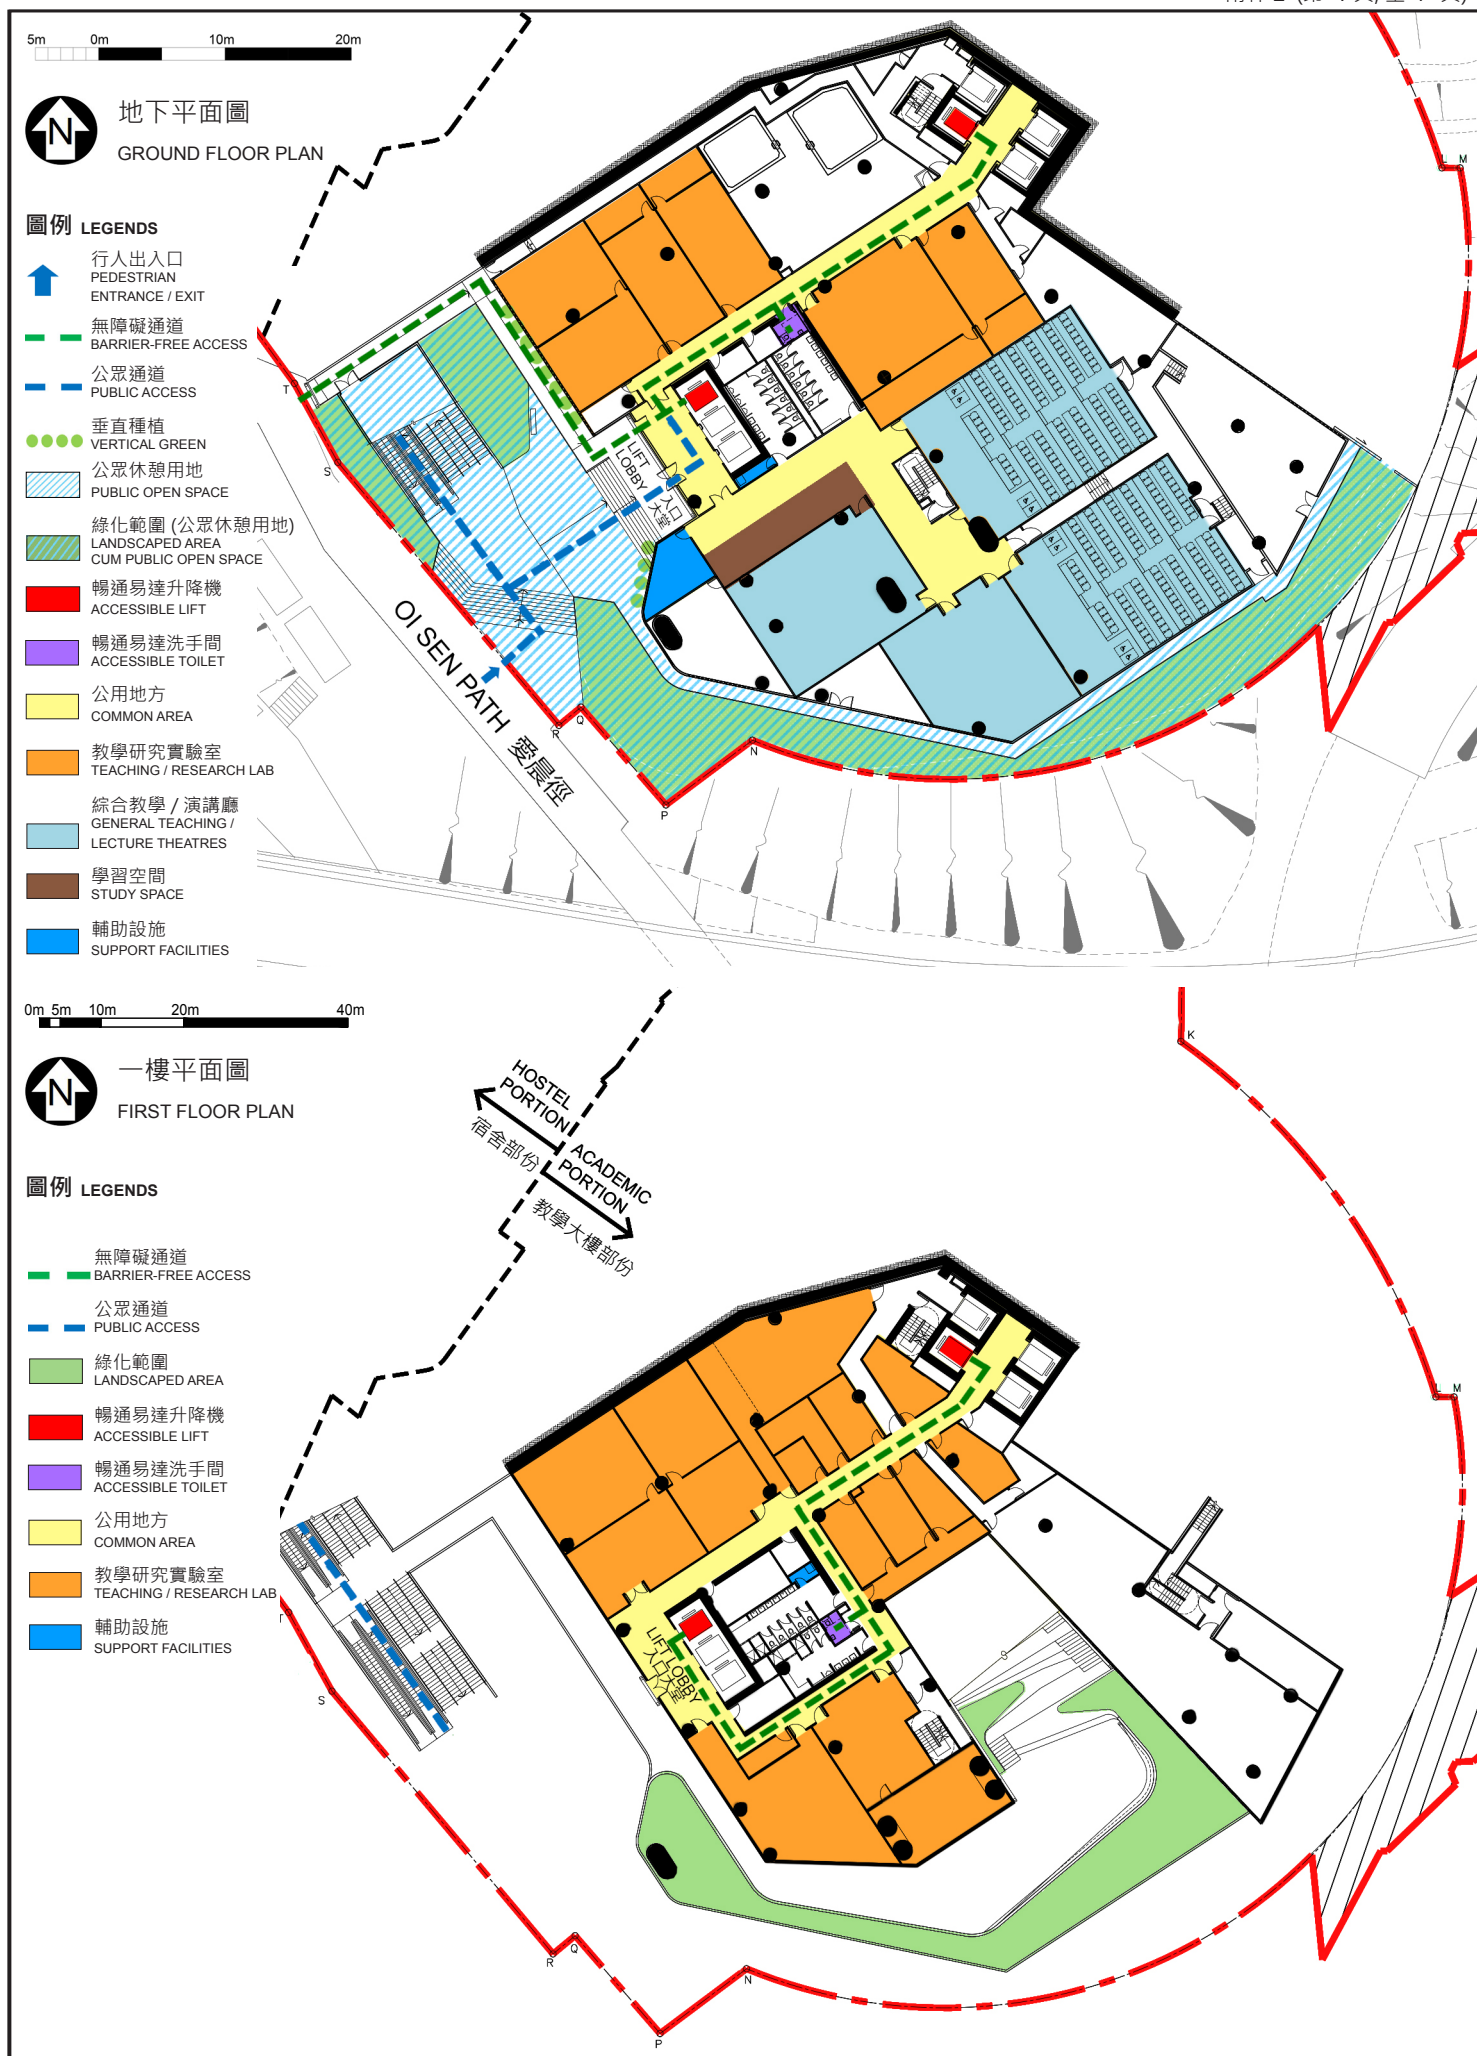 5m 0m 10m 20m
地下平面圖
N
GROUND FLOOR PLAN
圖例 LEGENDS
行人出入口
PEDESTRIAN
ENTRANCE / EXIT
無障礙通道
BARRIER-FREE ACCESS
公眾通道
PUBLIC ACCESS
垂直種植
VERTICAL GREEN
公眾休憩用地
PUBLIC OPEN SPACE
綠化範圍 (公眾休憩用地)
LANDSCAPED AREA
CUM PUBLIC OPEN SPACE
暢通易達升降機
ACCESSIBLE LIFT
暢通易達洗手間
ACCESSIBLE TOILET
公用地方
COMMON AREA
教學研究實驗室
TEACHING / RESEARCH LAB
綜合教學 / 演講廳
GENERAL TEACHING /
LECTURE THEATRES
學習空間
STUDY SPACE
輔助設施
SUPPORT FACILITIES
LIFT
LOBBY
入口
大堂
OI SEN PATH 愛晨徑
L M
T
S
R
Q
N
P
0m 5m 10m 20m 40m
一樓平面圖
N
FIRST FLOOR PLAN
圖例 LEGENDS
無障礙通道
BARRIER-FREE ACCESS
公眾通道
PUBLIC ACCESS
綠化範圍
LANDSCAPED AREA
暢通易達升降機
ACCESSIBLE LIFT
暢通易達洗手間
ACCESSIBLE TOILET
公用地方
COMMON AREA
教學研究實驗室
TEACHING / RESEARCH LAB
輔助設施
SUPPORT FACILITIES
HOSTEL
PORTION
宿舍部份
ACADEMIC
PORTION
教學大樓部份
LIFT LOBBY
入口大堂
K
L M
S
R
Q
N
P